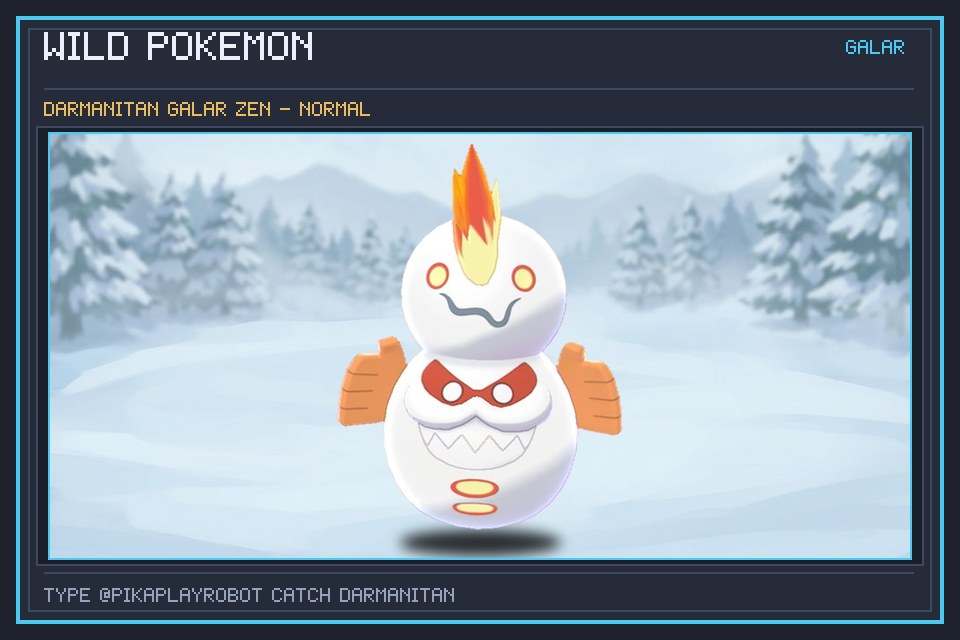 WILD POKEMON
GALAR
DARMANITAN GALAR ZEN - NORMAL
TYPE @PIKAPLAYROBOT CATCH DARMANITAN